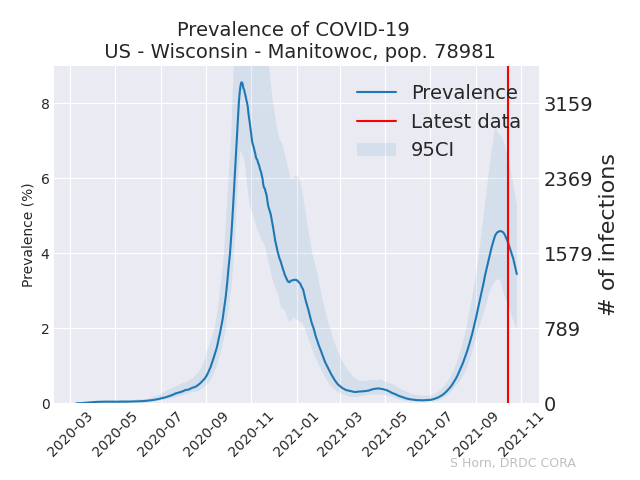 Prevalence of COVID-19
US - Wisconsin - Manitowoc, pop. 78981
Prevalence
Latest data
95CI
Prevalence (%)
8
6
4
2
0
3159
2369
1579
789
0
# of infections
2020-03
2020-05
2020-07
2020-09
2020-11
2021-01
2021-03
2021-05
2021-07
2021-09
2021-11
S Horn, DRDC CORA